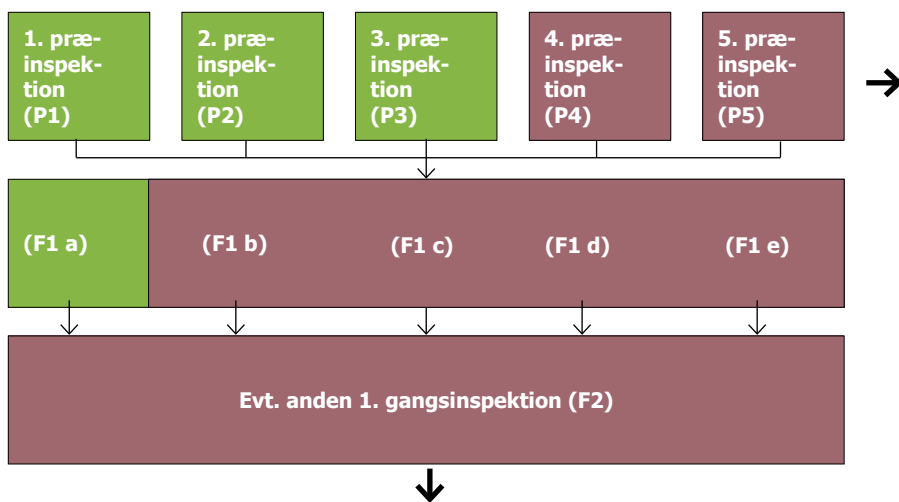 1. præ-
inspek-
tion
(P1)
2. præ-
inspek-
tion
(P2)
3. præ-
inspek-
tion
(P3)
4. præ-
inspek-
tion
(P4)
5. præ-
inspek-
tion
(P5)
(F1 a)
(F1 b)
(F1 c)
(F1 d)
(F1 e)
Evt. anden 1. gangsinspektion (F2)